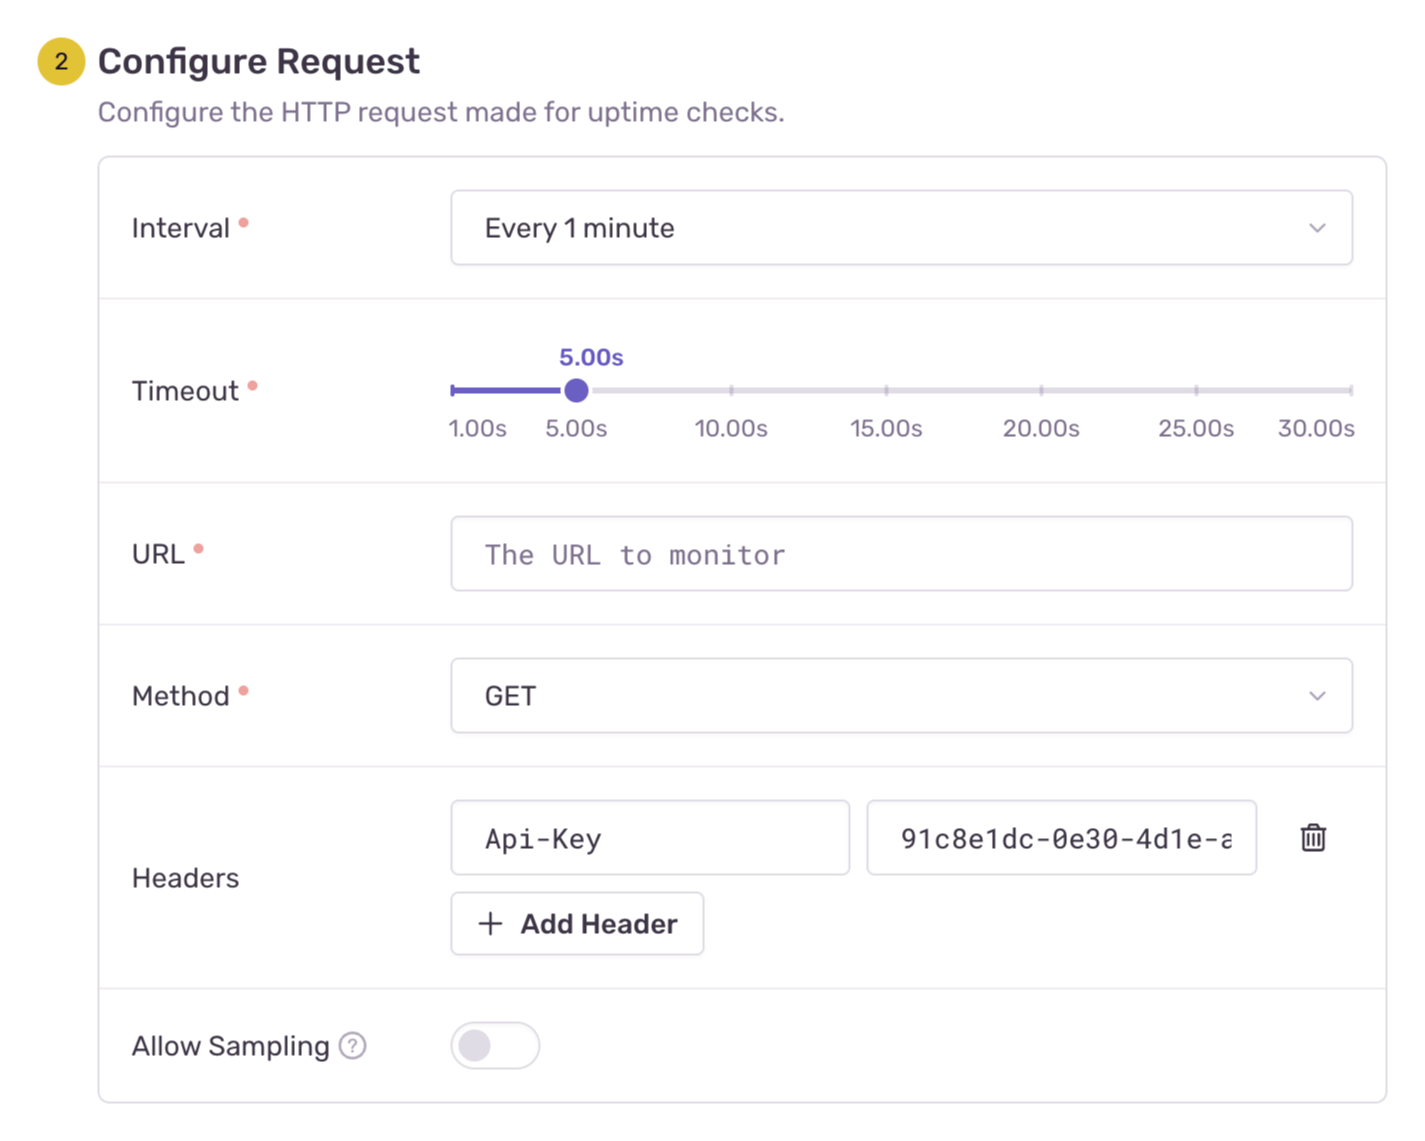 2 Configure Request
Configure the HTTP request made for uptime checks.
Interval
Every 1 minute
Timeout
5.00s
1.00s 5.00s 10.00s 15.00s 20.00s 25.00s 30.00s
URL
The URL to monitor
Method
GET
Headers
Api-Key 91c8e1dc-0e30-4d1e-a
+ Add Header
Allow Sampling ?